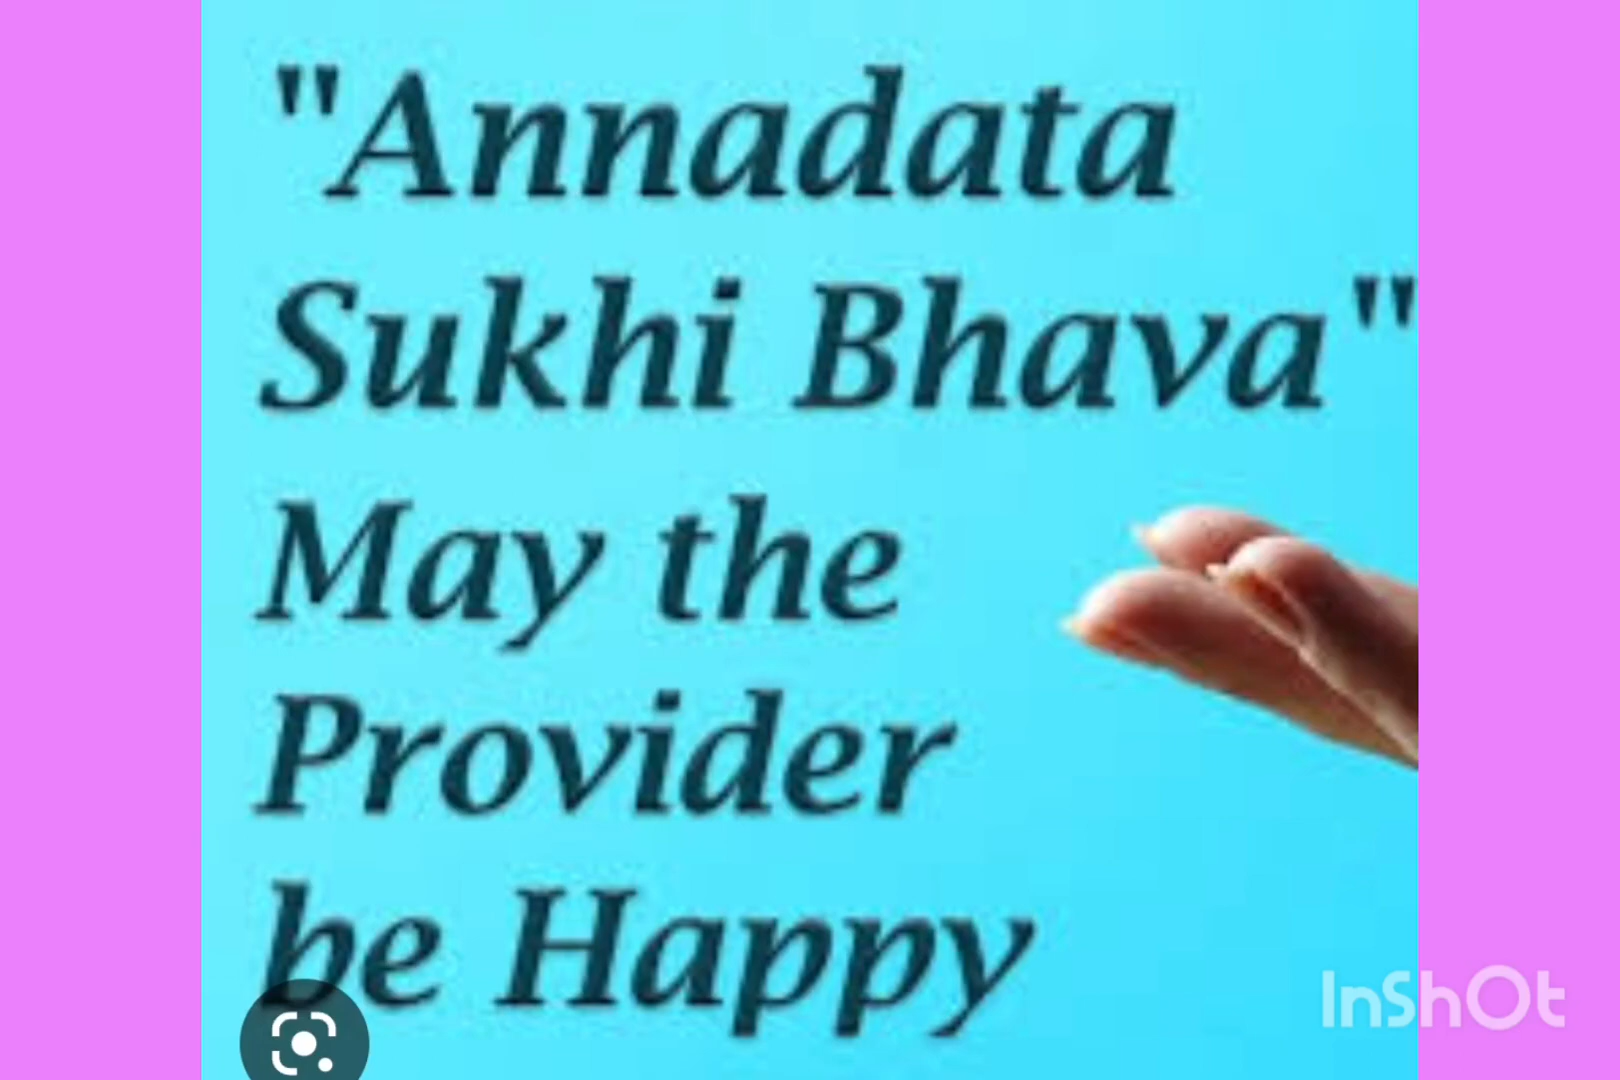 "Annadata
Sukhi Bhava"
May the
Provider
be Happy
InShOt